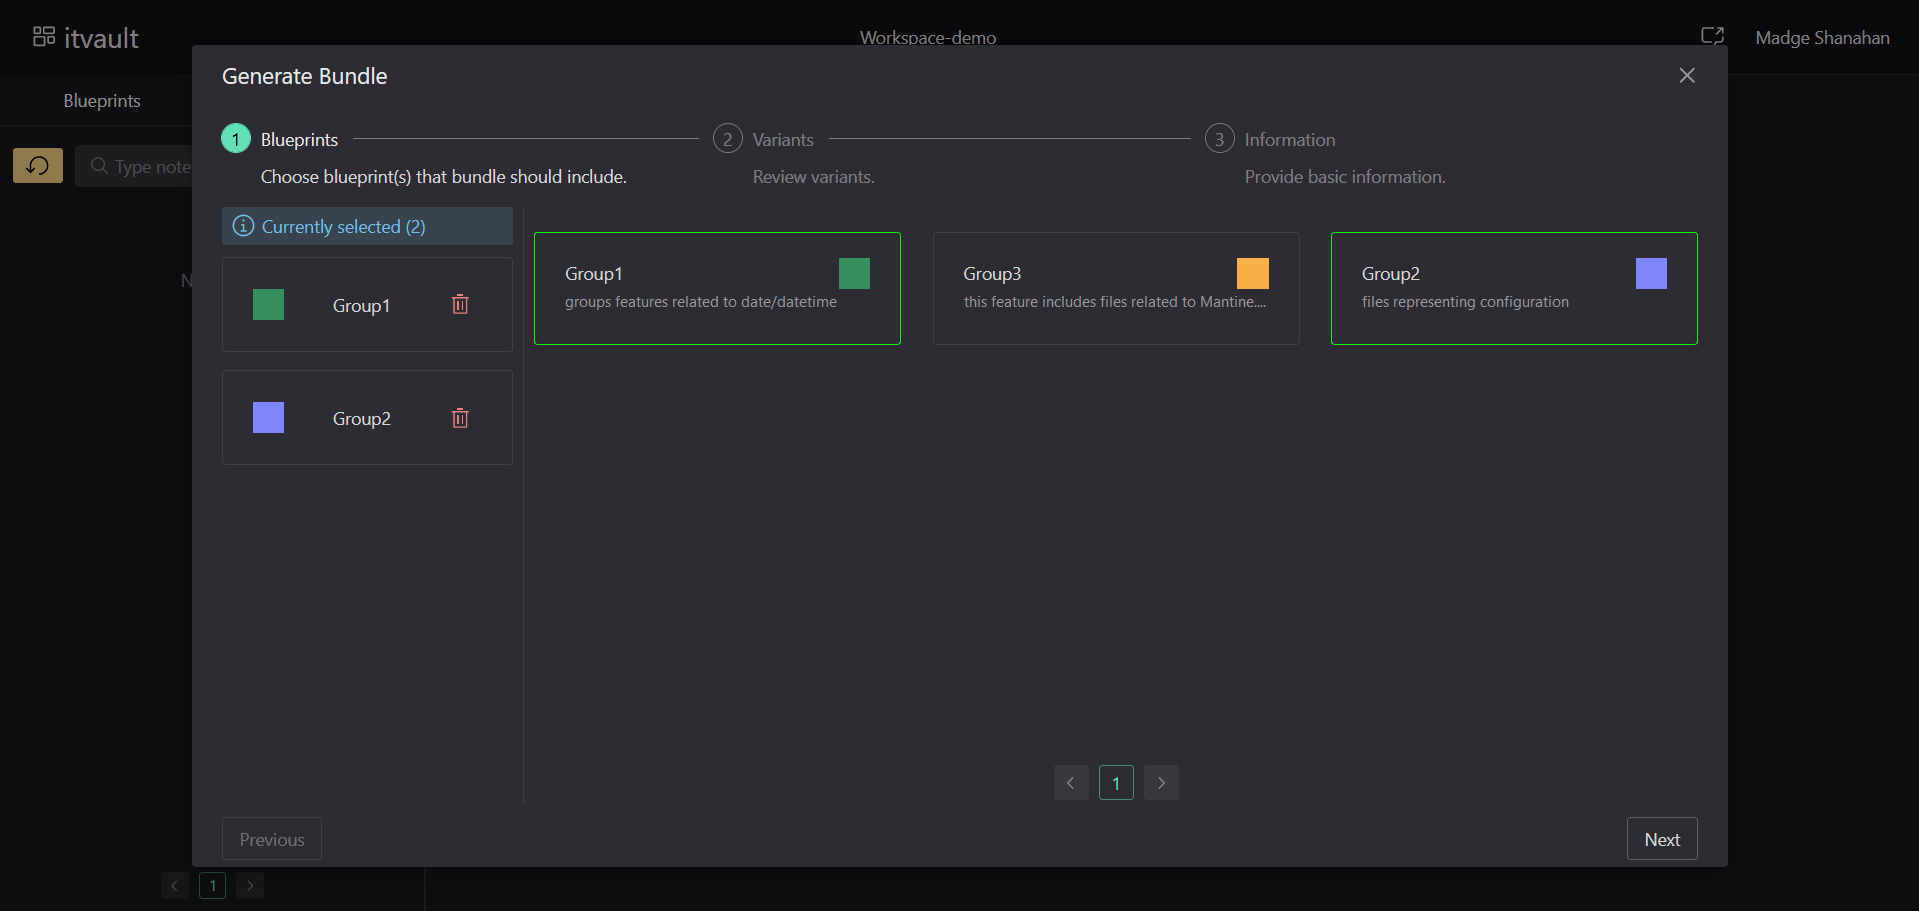 itvault
Workspace-demo
Madge Shanahan
Blueprints
Type note
N
Generate Bundle
1 Blueprints
Choose blueprint(s) that bundle should include.
2 Variants
Review variants.
3 Information
Provide basic information.
Currently selected (2)
Group1
Group2
Group1
groups features related to date/datetime
Group3
this feature includes files related to Mantine....
Group2
files representing configuration
1
Previous
Next
1